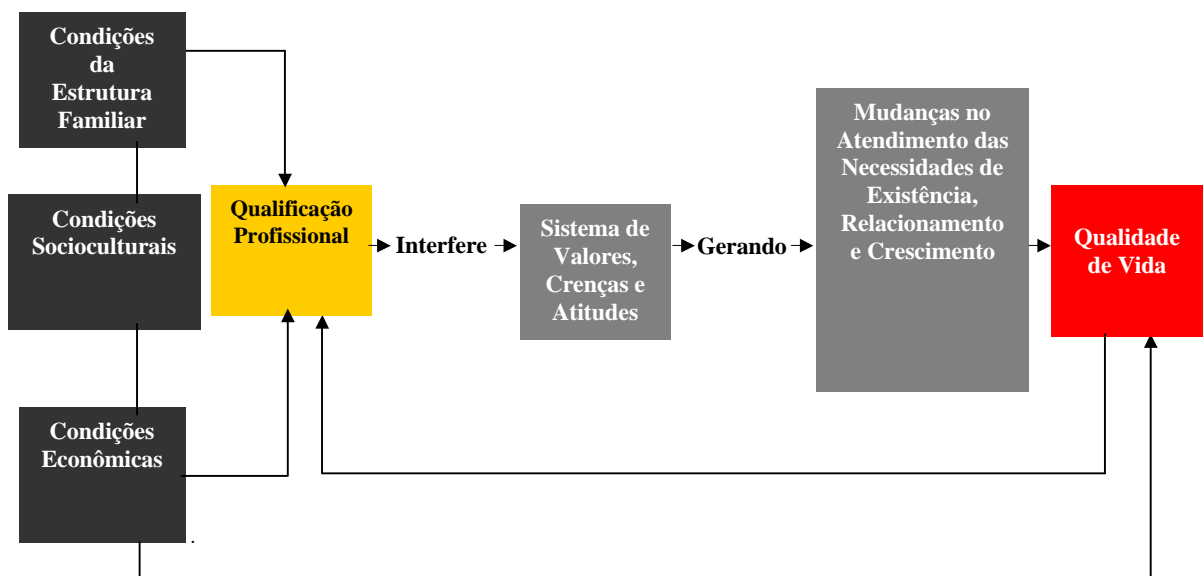 Condições
da
Estrutura
Familiar
Condições
Socioculturais
Condições
Econômicas
Qualificação
Profissional
Interfere
Sistema de
Valores,
Crenças e
Atitudes
Gerando
Mudanças no
Atendimento das
Necessidades de
Existência,
Relacionamento
e Crescimento
Qualidade
de Vida
.